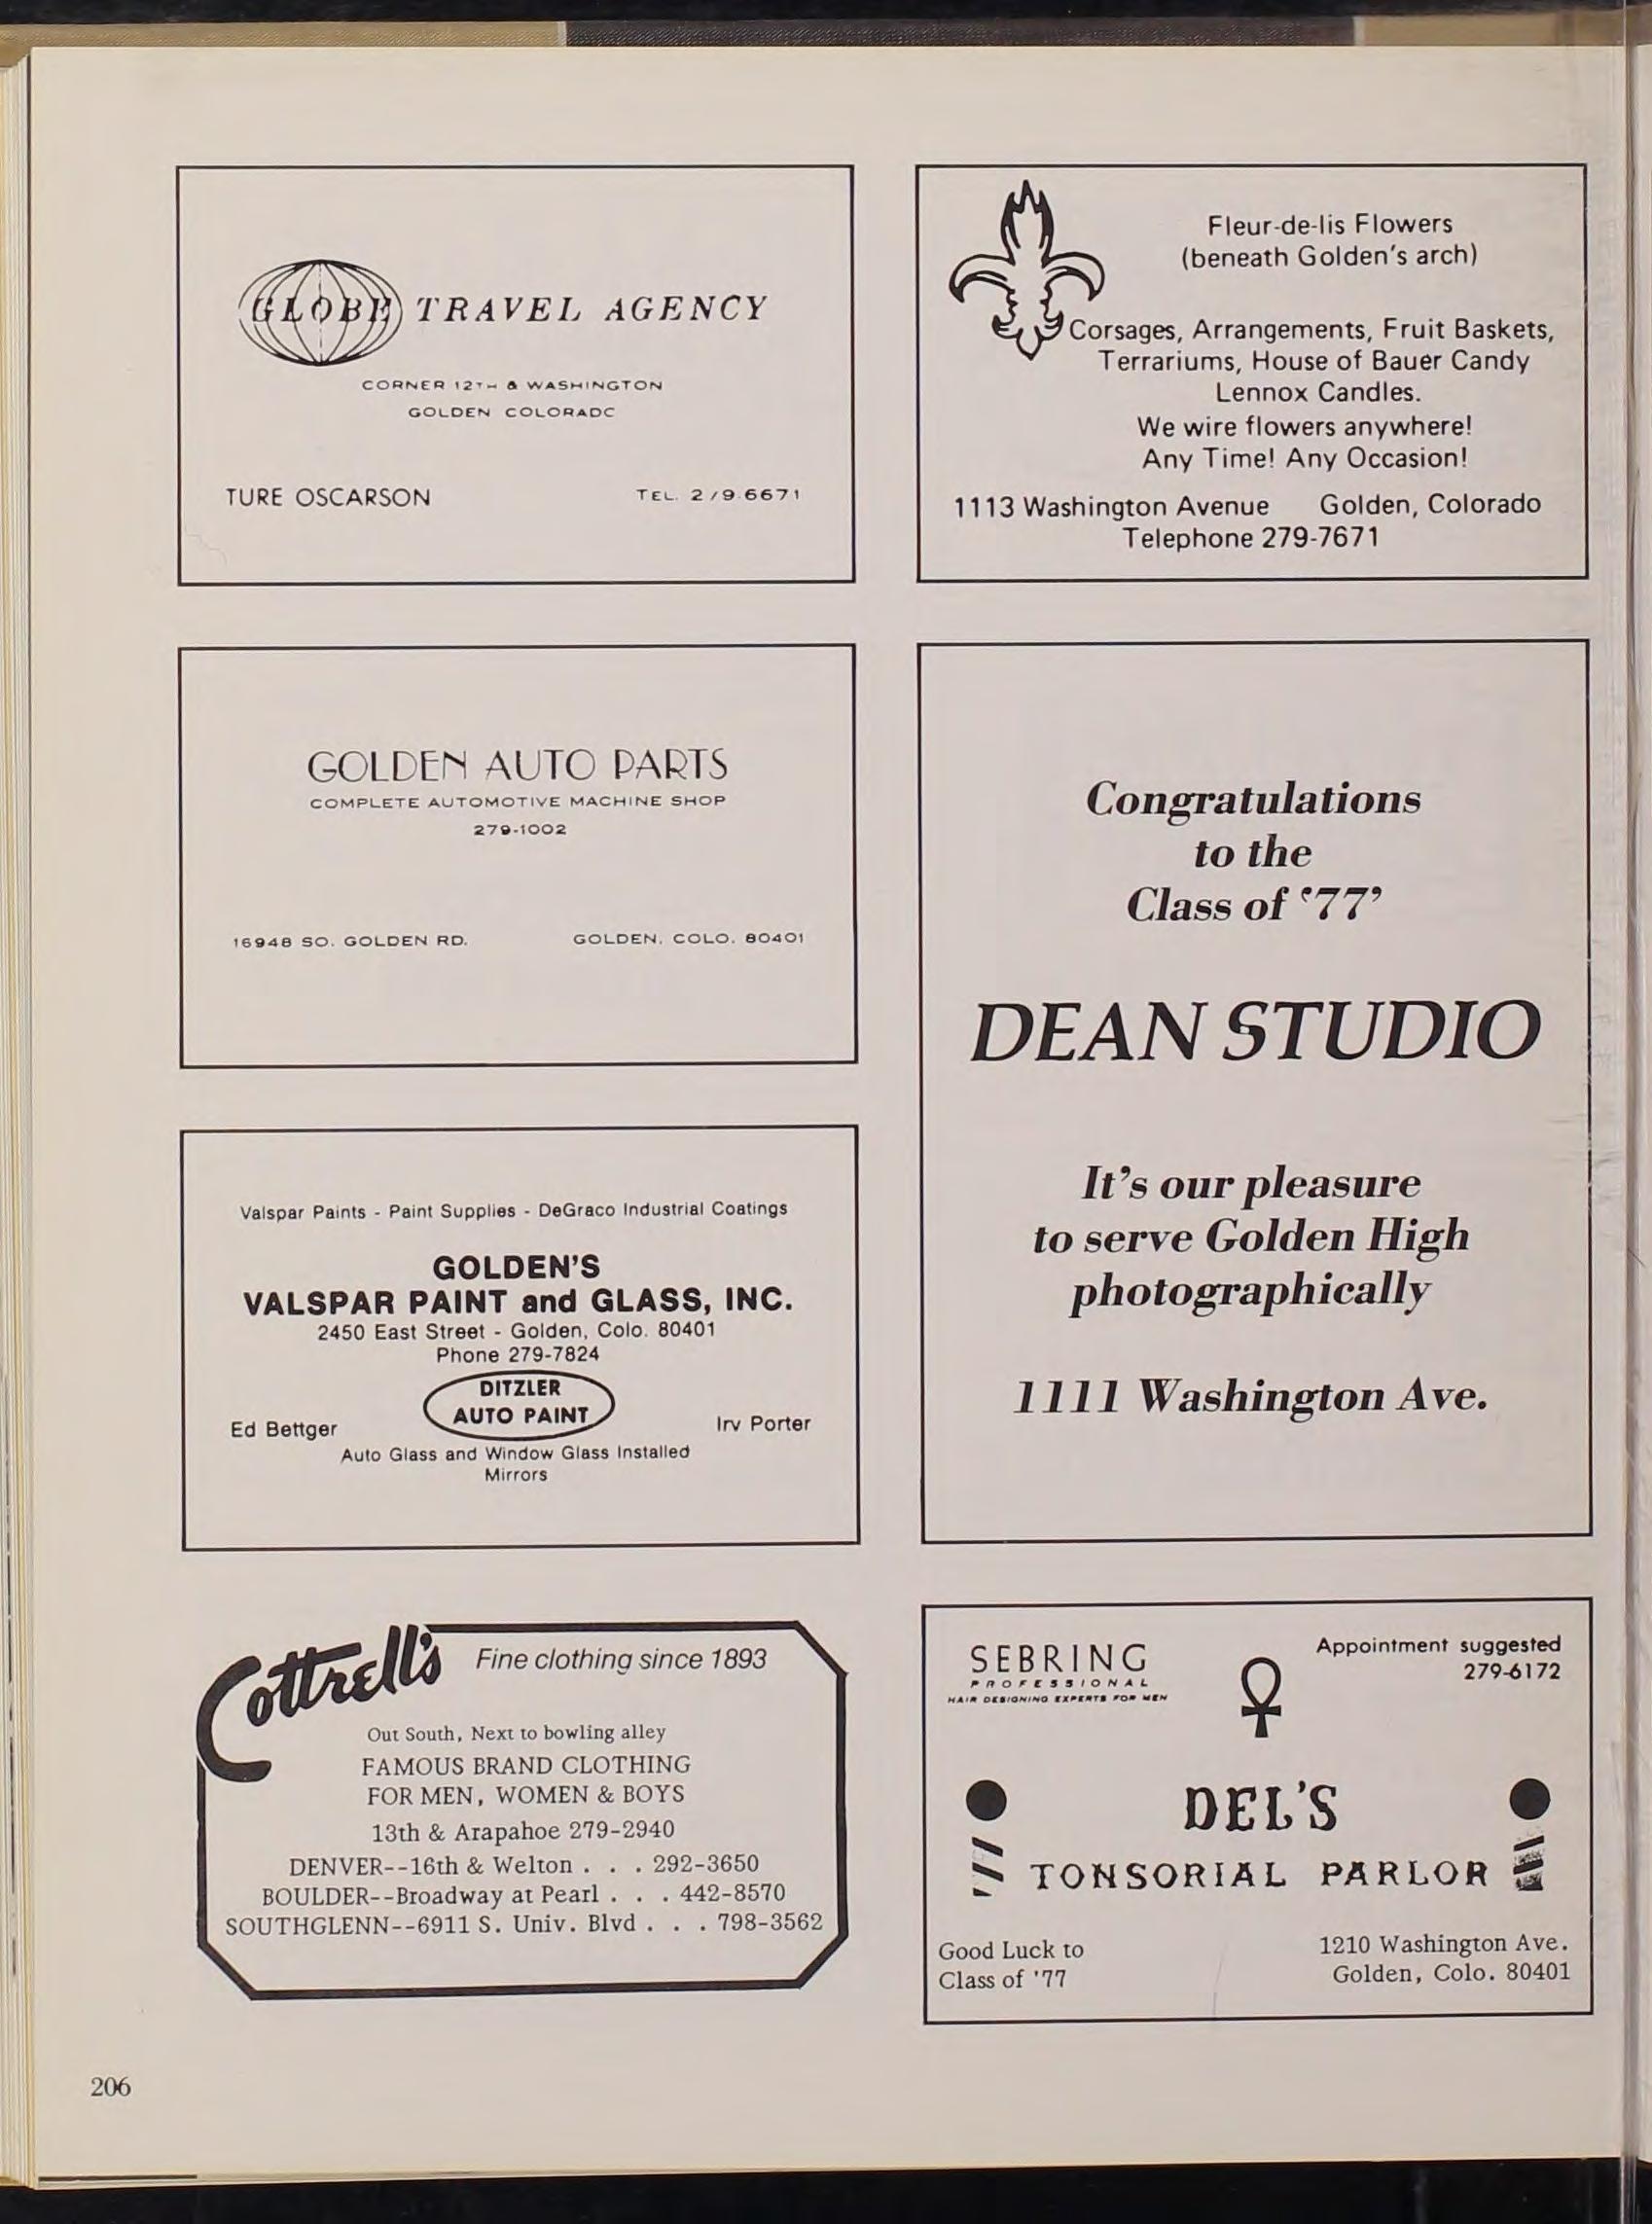 GLOBE TRAVEL AGENCY
CORNER 12TH & WASHINGTON
GOLDEN COLORADO
TURE OSCARSON TEL. 279-6671
Fleur-de-lis Flowers
(beneath Golden's arch)
Corsages, Arrangements, Fruit Baskets,
Terrariums, House of Bauer Candy
Lennox Candles.
We wire flowers anywhere!
Any Time! Any Occasion!
1113 Washington Avenue Golden, Colorado
Telephone 279-7671
GOLDEN AUTO PARTS
COMPLETE AUTOMOTIVE MACHINE SHOP
279-1002
16948 SO. GOLDEN RD. GOLDEN, COLO. 80401
Congratulations
to the
Class of '77'
DEAN STUDIO
It's our pleasure
to serve Golden High
photographically
1111 Washington Ave.
Valspar Paints - Paint Supplies - DeGraco Industrial Coatings
GOLDEN'S
VALSPAR PAINT and GLASS, INC.
2450 East Street - Golden, Colo. 80401
Phone 279-7824
DITZLER
AUTO PAINT
Ed Bettger Irv Porter
Auto Glass and Window Glass Installed
Mirrors
Cottrell's Fine clothing since 1893
Out South, Next to bowling alley
FAMOUS BRAND CLOTHING
FOR MEN, WOMEN & BOYS
13th & Arapahoe 279-2940
DENVER--16th & Welton . . . 292-3650
BOULDER--Broadway at Pearl . . . 442-8570
SOUTHGLENN--6911 S. Univ. Blvd . . . 798-3562
SEBRING
PROFESSIONAL
HAIR DESIGNING EXPERTS FOR MEN
Appointment suggested
279-6172
DEL'S
TONSORIAL PARLOR
Good Luck to
Class of '77
1210 Washington Ave.
Golden, Colo. 80401
206